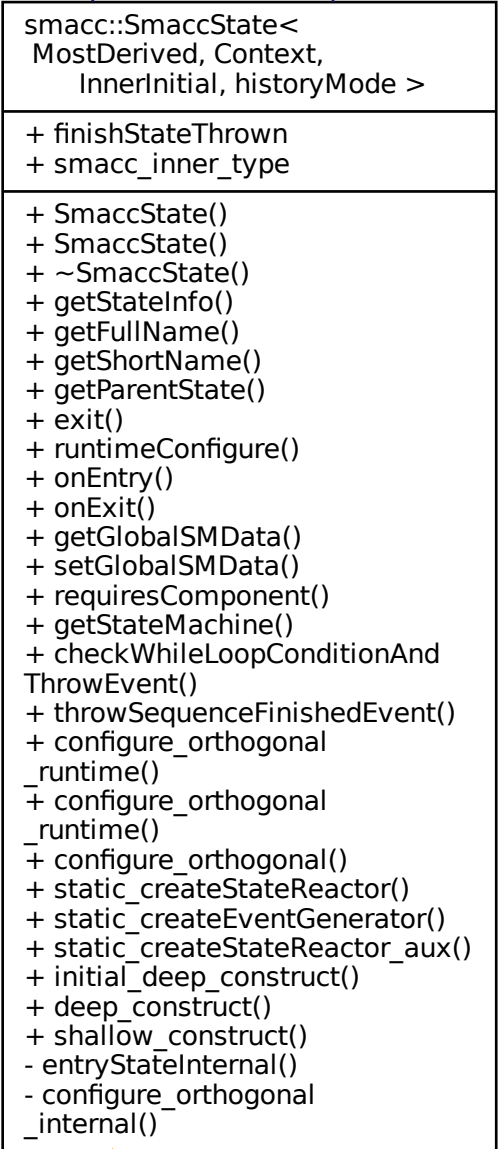 smacc::SmaccState<
MostDerived, Context,
InnerInitial, historyMode >
+ finishStateThrown
+ smacc_inner_type
+ SmaccState()
+ SmaccState()
+ ~SmaccState()
+ getStateInfo()
+ getFullName()
+ getShortName()
+ getParentState()
+ exit()
+ runtimeConfigure()
+ onEntry()
+ onExit()
+ getGlobalSMData()
+ setGlobalSMData()
+ requiresComponent()
+ getStateMachine()
+ checkWhileLoopConditionAnd
ThrowEvent()
+ throwSequenceFinishedEvent()
+ configure_orthogonal
_runtime()
+ configure_orthogonal
_runtime()
+ configure_orthogonal()
+ static_createStateReactor()
+ static_createEventGenerator()
+ static_createStateReactor_aux()
+ initial_deep_construct()
+ deep_construct()
+ shallow_construct()
- entryStateInternal()
- configure_orthogonal
_internal()